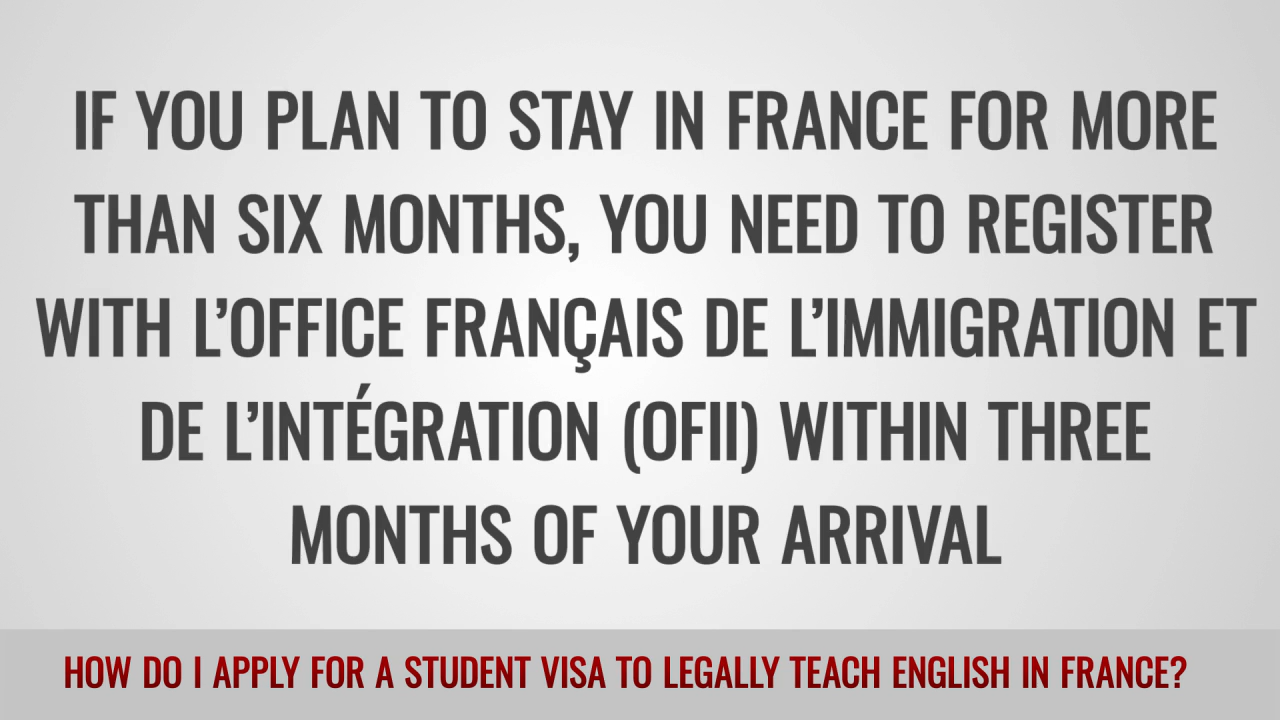 IF YOU PLAN TO STAY IN FRANCE FOR MORE
THAN SIX MONTHS, YOU NEED TO REGISTER
WITH L’OFFICE FRANÇAIS DE L’IMMIGRATION ET
DE L’INTÉGRATION (OFII) WITHIN THREE
MONTHS OF YOUR ARRIVAL
HOW DO I APPLY FOR A STUDENT VISA TO LEGALLY TEACH ENGLISH IN FRANCE?